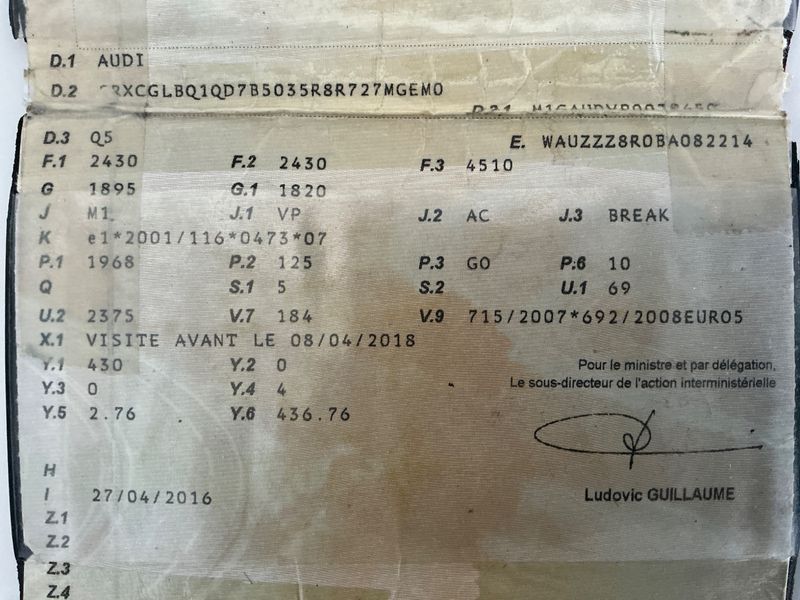 D.1 AUDI
D.2 RXCGLBQ1QD7B5035R8R727MGEM0
D.2.1
D.3 Q5 E. WAUZZZ8R0BA082214
F.1 2430 F.2 2430 F.3 4510
G 1895 G.1 1820
J M1 J.1 VP J.2 AC J.3 BREAK
K e1*2001/116*0473*07
P.1 1968 P.2 125 P.3 GO P.6 10
Q S.1 5 S.2 U.1 69
U.2 2375 V.7 184 V.9 715/2007*692/2008EURO5
X.1 VISITE AVANT LE 08/04/2018
Y.1 430 Y.2 0
Pour le ministre et par délégation,
Y.3 0 Y.4 4
Le sous-directeur de l'action interministérielle
Y.5 2.76 Y.6 436.76
H
I 27/04/2016
Ludovic GUILLAUME
Z.1
Z.2
Z.3
Z.4